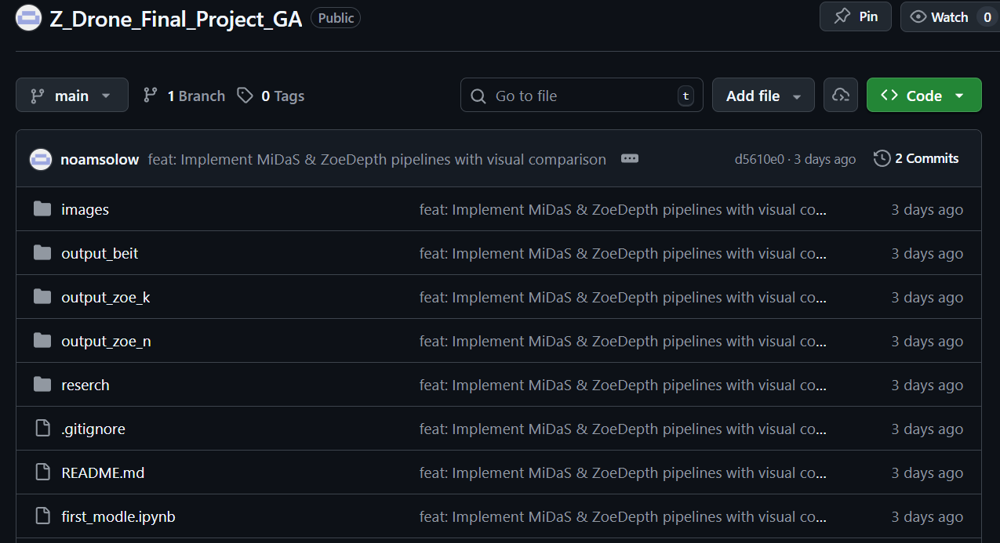 Z_Drone_Final_Project_GA Public Pin Watch 0
main 1 Branch 0 Tags Go to file t Add file Code
noamsolow feat: Implement MiDaS & ZoeDepth pipelines with visual comparison d5610e0 · 3 days ago 2 Commits
images feat: Implement MiDaS & ZoeDepth pipelines with visual co... 3 days ago
output_beit feat: Implement MiDaS & ZoeDepth pipelines with visual co... 3 days ago
output_zoe_k feat: Implement MiDaS & ZoeDepth pipelines with visual co... 3 days ago
output_zoe_n feat: Implement MiDaS & ZoeDepth pipelines with visual co... 3 days ago
reserch feat: Implement MiDaS & ZoeDepth pipelines with visual co... 3 days ago
.gitignore feat: Implement MiDaS & ZoeDepth pipelines with visual co... 3 days ago
README.md feat: Implement MiDaS & ZoeDepth pipelines with visual co... 3 days ago
first_modle.ipynb feat: Implement MiDaS & ZoeDepth pipelines with visual co... 3 days ago